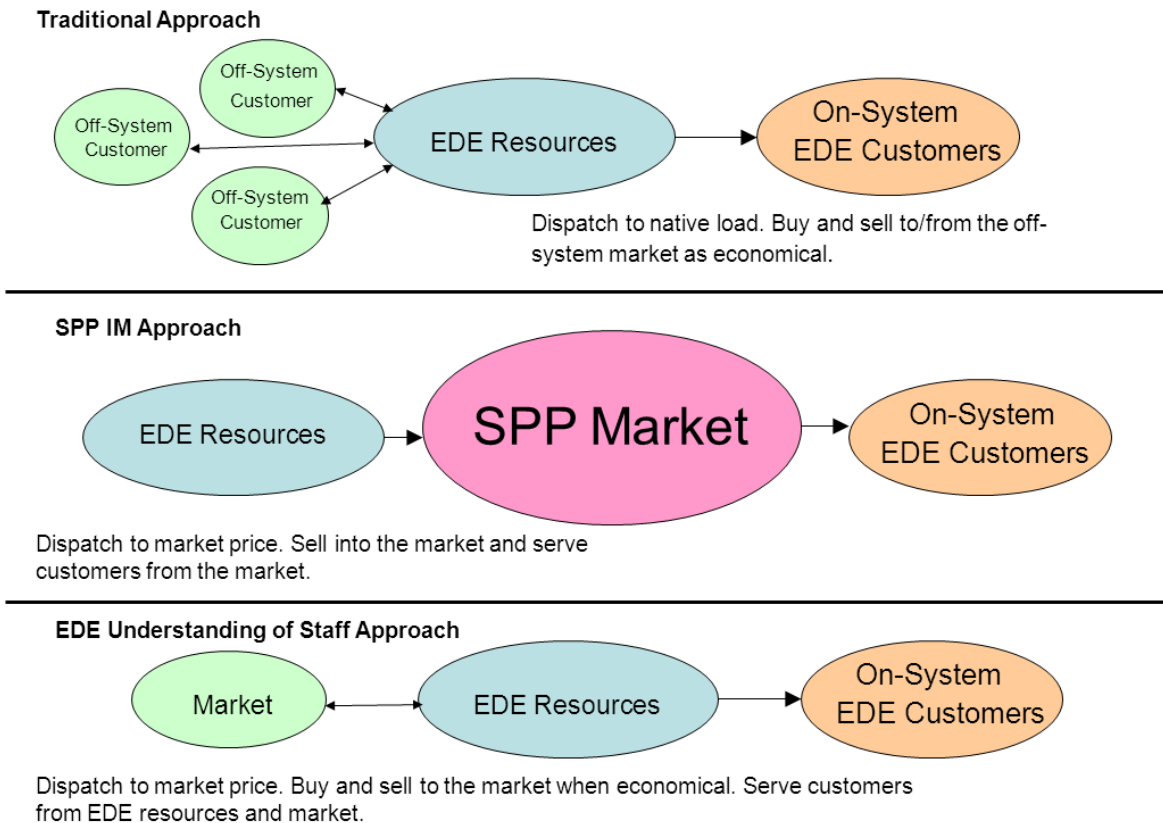 Traditional Approach
Off-System
Customer
Off-System
Customer
Off-System
Customer
EDE Resources
On-System
EDE Customers
Dispatch to native load. Buy and sell to/from the off-
system market as economical.
SPP IM Approach
EDE Resources
SPP Market
On-System
EDE Customers
Dispatch to market price. Sell into the market and serve
customers from the market.
EDE Understanding of Staff Approach
Market
EDE Resources
On-System
EDE Customers
Dispatch to market price. Buy and sell to the market when economical. Serve customers
from EDE resources and market.